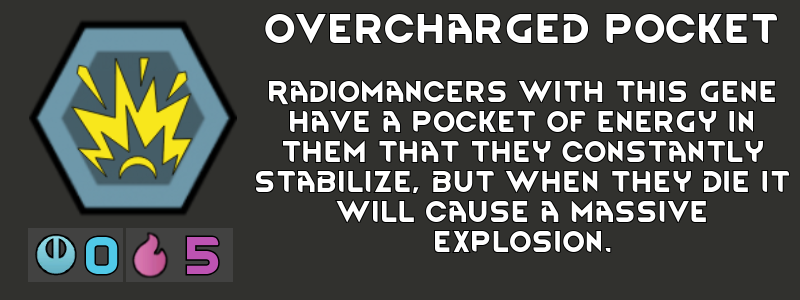 OVERCHARGED POCKET
RADIOMANCERS WITH THIS GENE
HAVE A POCKET OF ENERGY IN
THEM THAT THEY CONSTANTLY
STABILIZE, BUT WHEN THEY DIE IT
WILL CAUSE A MASSIVE
EXPLOSION.
0 5